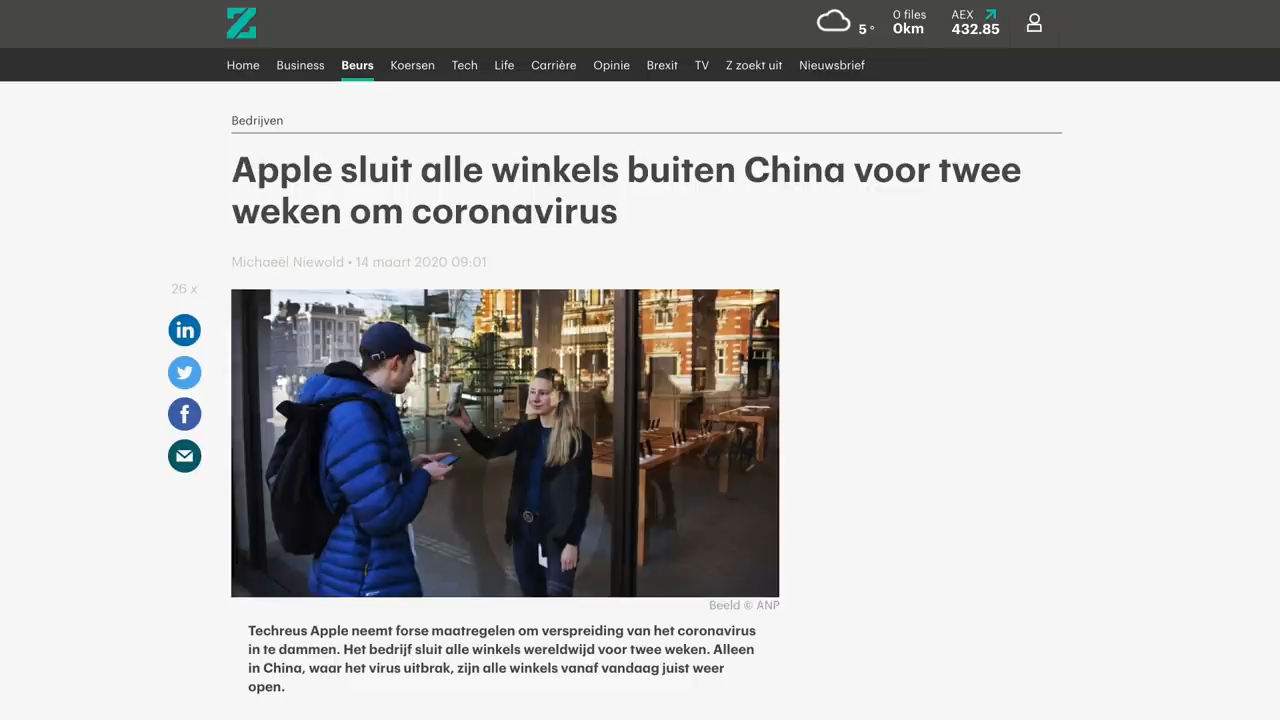 Z
5 °
0 files
0km
AEX
432.85
Home Business Beurs Koersen Tech Life Carrière Opinie Brexit TV Z zoekt uit Nieuwsbrief
Bedrijven
Apple sluit alle winkels buiten China voor twee
weken om coronavirus
Michaeël Niewold • 14 maart 2020 09:01
26 x
in
f
Beeld © ANP
Techreus Apple neemt forse maatregelen om verspreiding van het coronavirus
in te dammen. Het bedrijf sluit alle winkels wereldwijd voor twee weken. Alleen
in China, waar het virus uitbrak, zijn alle winkels vanaf vandaag juist weer
open.